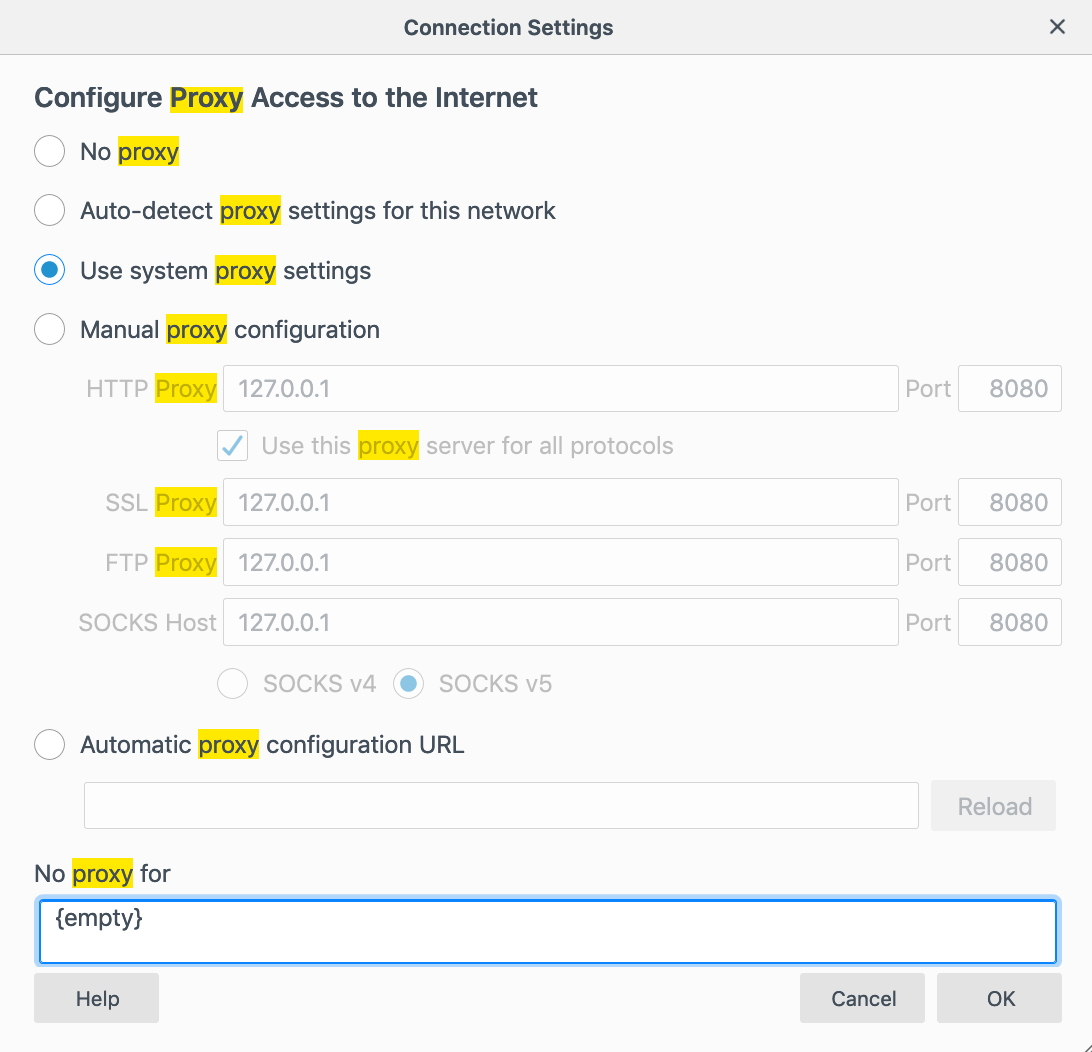 Connection Settings
Configure Proxy Access to the Internet
No proxy
Auto-detect proxy settings for this network
Use system proxy settings
Manual proxy configuration
HTTP Proxy 127.0.0.1 Port 8080
Use this proxy server for all protocols
SSL Proxy 127.0.0.1 Port 8080
FTP Proxy 127.0.0.1 Port 8080
SOCKS Host 127.0.0.1 Port 8080
SOCKS v4 SOCKS v5
Automatic proxy configuration URL
Reload
No proxy for
{empty}
Help Cancel OK